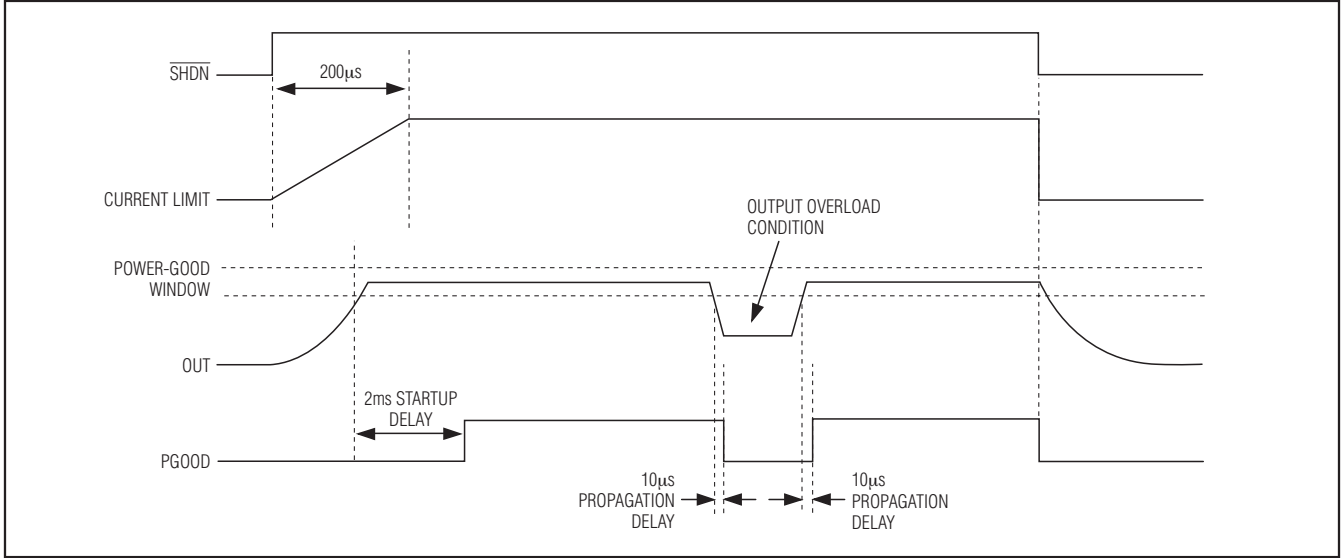 SHDN
200µs
CURRENT LIMIT
OUTPUT OVERLOAD
CONDITION
POWER-GOOD
WINDOW
OUT
2ms STARTUP
DELAY
PGOOD
10µs
PROPAGATION
DELAY
10µs
PROPAGATION
DELAY